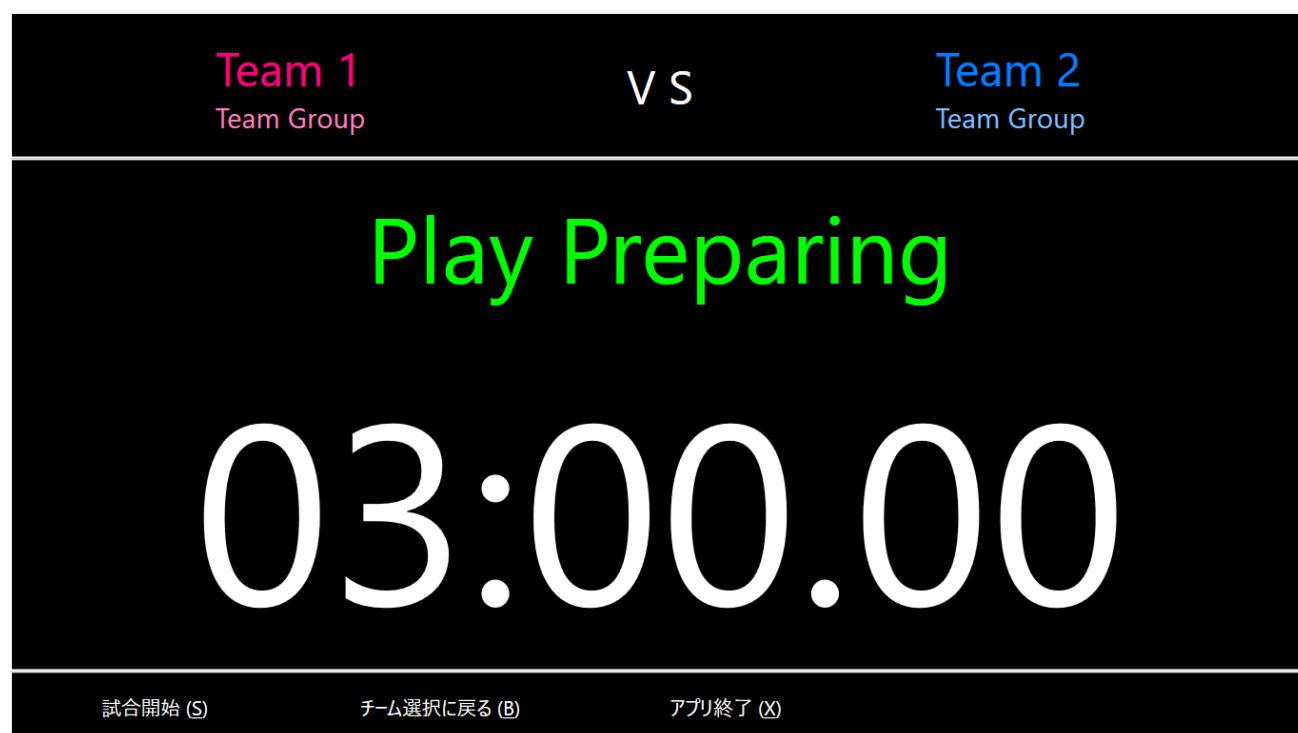 Team 1
Team Group
V S
Team 2
Team Group
Play Preparing
03:00.00
試合開始 (S)
チーム選択に戻る (B)
アプリ終了 (X)